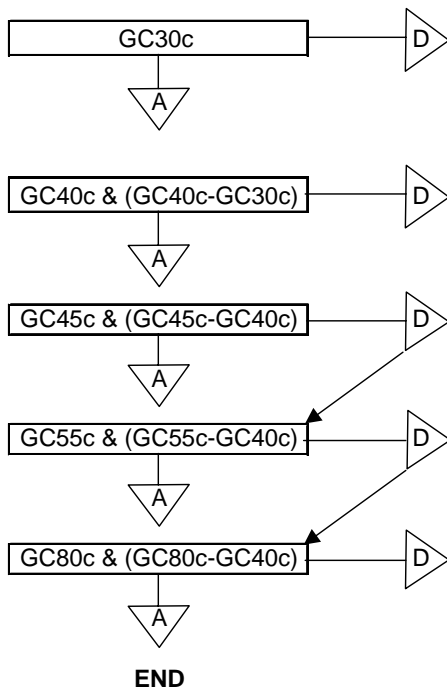 GC30c
D
A
GC40c & (GC40c-GC30c)
D
A
GC45c & (GC45c-GC40c)
D
A
GC55c & (GC55c-GC40c)
D
A
GC80c & (GC80c-GC40c)
D
A
END